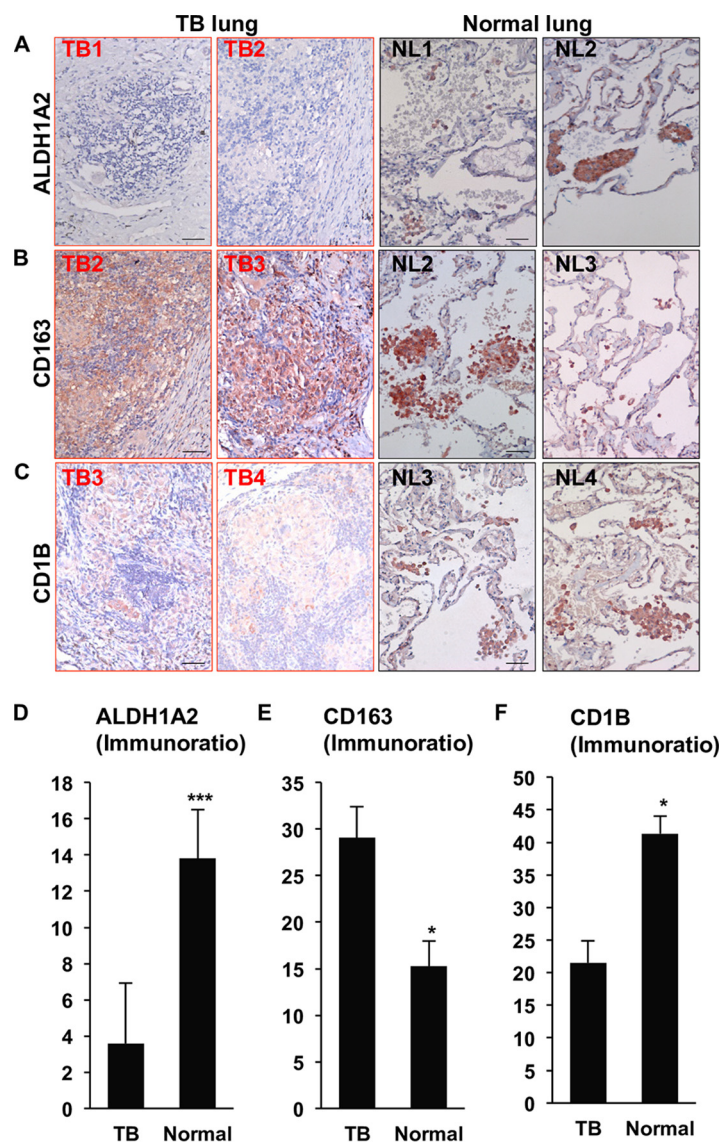 TB lung Normal lung
A TB1 TB2 NL1 NL2
ALDH1A2
B TB2 TB3 NL2 NL3
CD163
C TB3 TB4 NL3 NL4
CD1B
D ALDH1A2 E CD163 F CD1B
(Immunoratio) (Immunoratio) (Immunoratio)
18
16
14
12
10
8
6
4
2
0
***
TB Normal
35
30
25
20
15
10
5
0
*
TB Normal
50
45
40
35
30
25
20
15
10
5
0
*
TB Normal